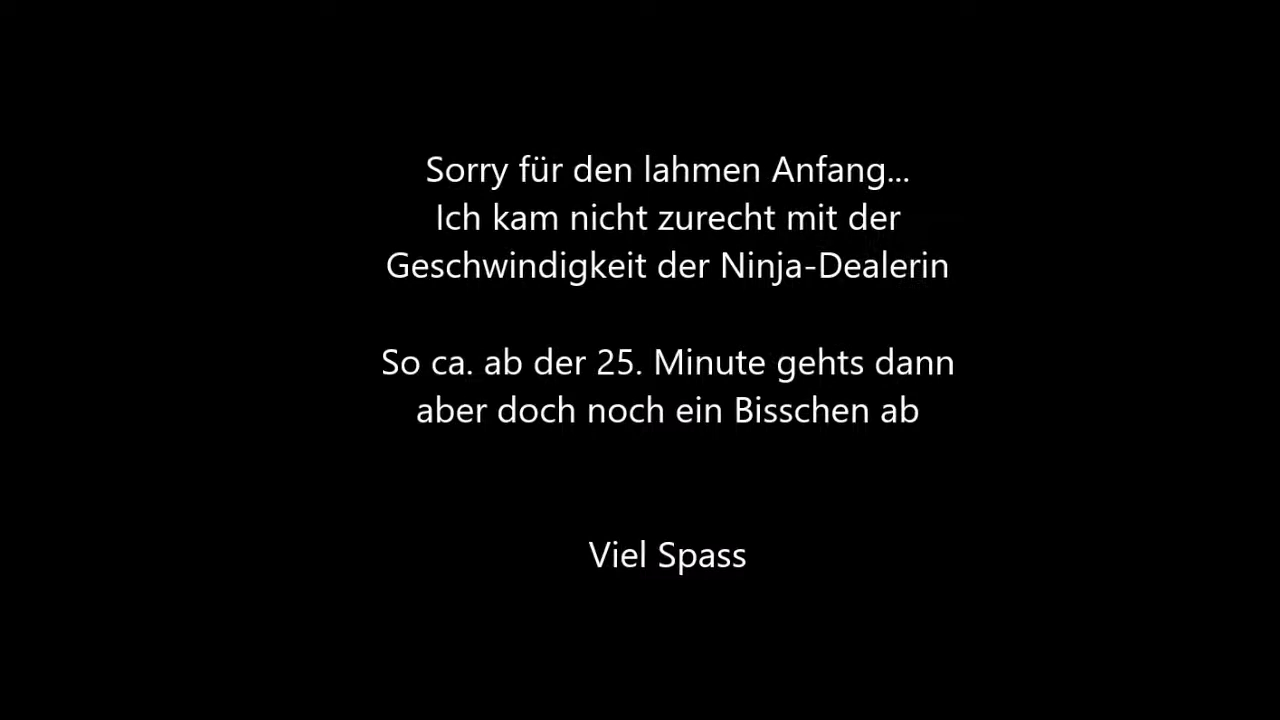 Sorry für den lahmen Anfang...
Ich kam nicht zurecht mit der
Geschwindigkeit der Ninja-Dealerin
So ca. ab der 25. Minute gehts dann
aber doch noch ein Bisschen ab
Viel Spass